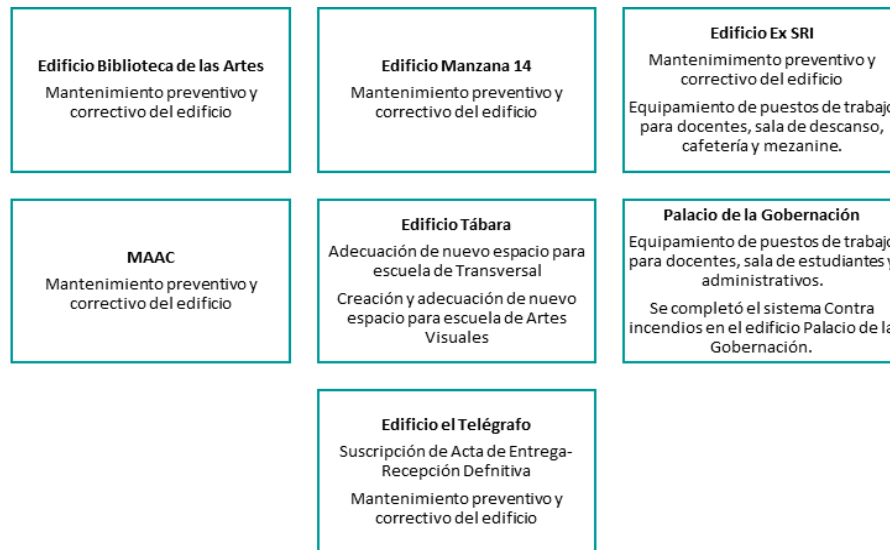 Edificio Biblioteca de las Artes
Mantenimiento preventivo y
correctivo del edificio
Edificio Manzana 14
Mantenimiento preventivo y
correctivo del edificio
Edificio Ex SRI
Mantenimimento preventivo y
correctivo del edificio
Equipamiento de puestos de trabajo
para docentes, sala de descanso,
cafetería y mezanine.
MAAC
Mantenimiento preventivo y
correctivo del edificio
Edificio Tábara
Adecuación de nuevo espacio para
escuela de Transversal
Creación y adecuación de nuevo
espacio para escuela de Artes
Visuales
Palacio de la Gobernación
Equipamiento de puestos de trabajo
para docentes, sala de estudiantes y
administrativos.
Se completó el sistema Contra
incendios en el edificio Palacio de la
Gobernación.
Edificio el Telégrafo
Suscripción de Acta de Entrega-
Recepción Defnitiva
Mantenimiento preventivo y
correctivo del edificio